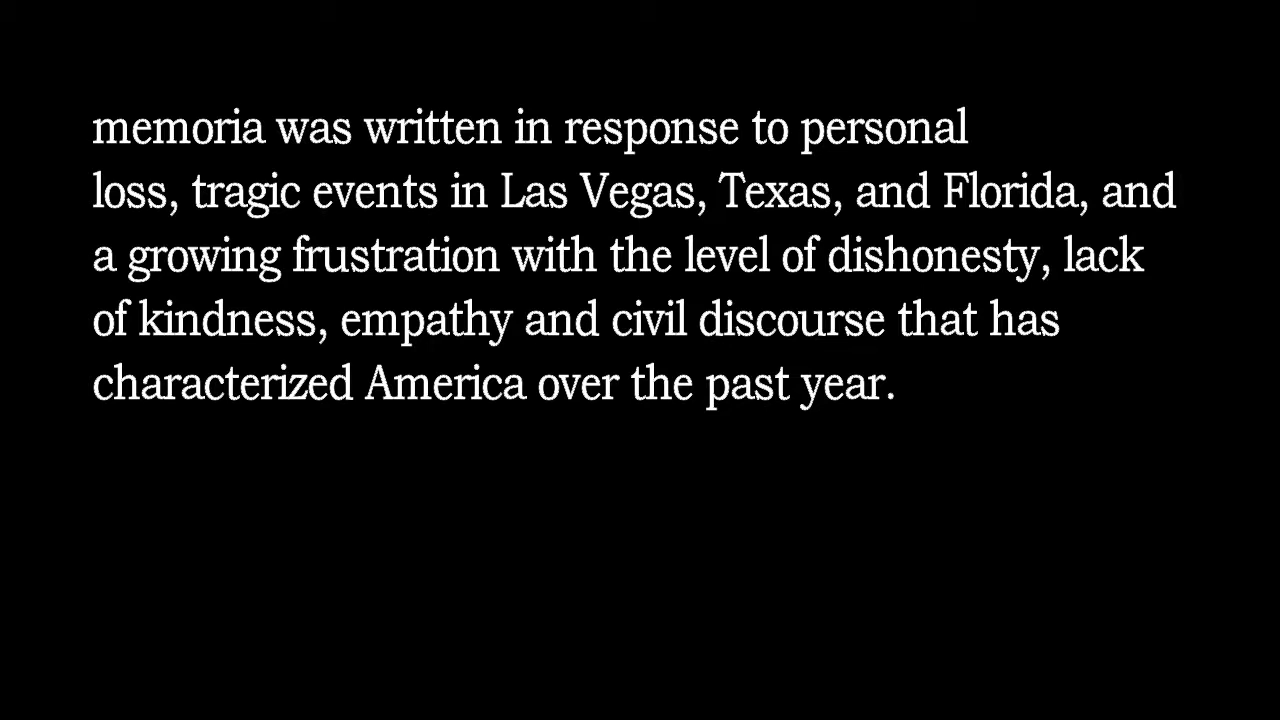 memoria was written in response to personal
loss, tragic events in Las Vegas, Texas, and Florida, and
a growing frustration with the level of dishonesty, lack
of kindness, empathy and civil discourse that has
characterized America over the past year.